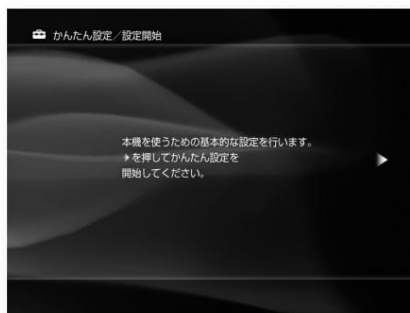 かんたん設定／設定開始
本機を使うための基本的な設定を行います。
➧を押してかんたん設定を
開始してください。